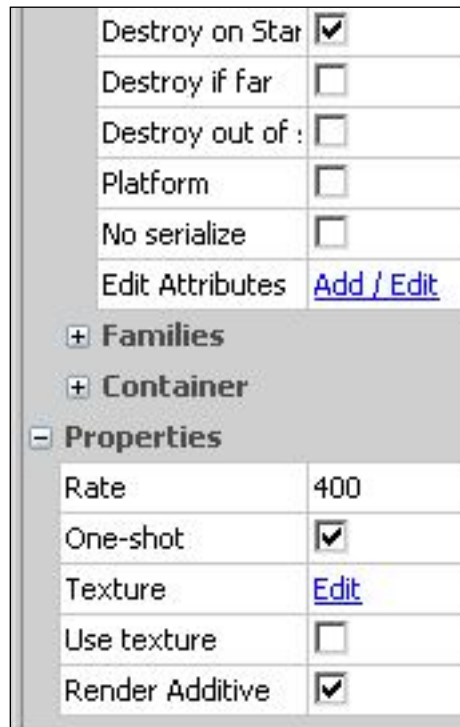 Destroy on Star
Destroy if far
Destroy out of :
Platform
No serialize
Edit Attributes Add / Edit
Families
Container
Properties
Rate 400
One-shot
Texture Edit
Use texture
Render Additive